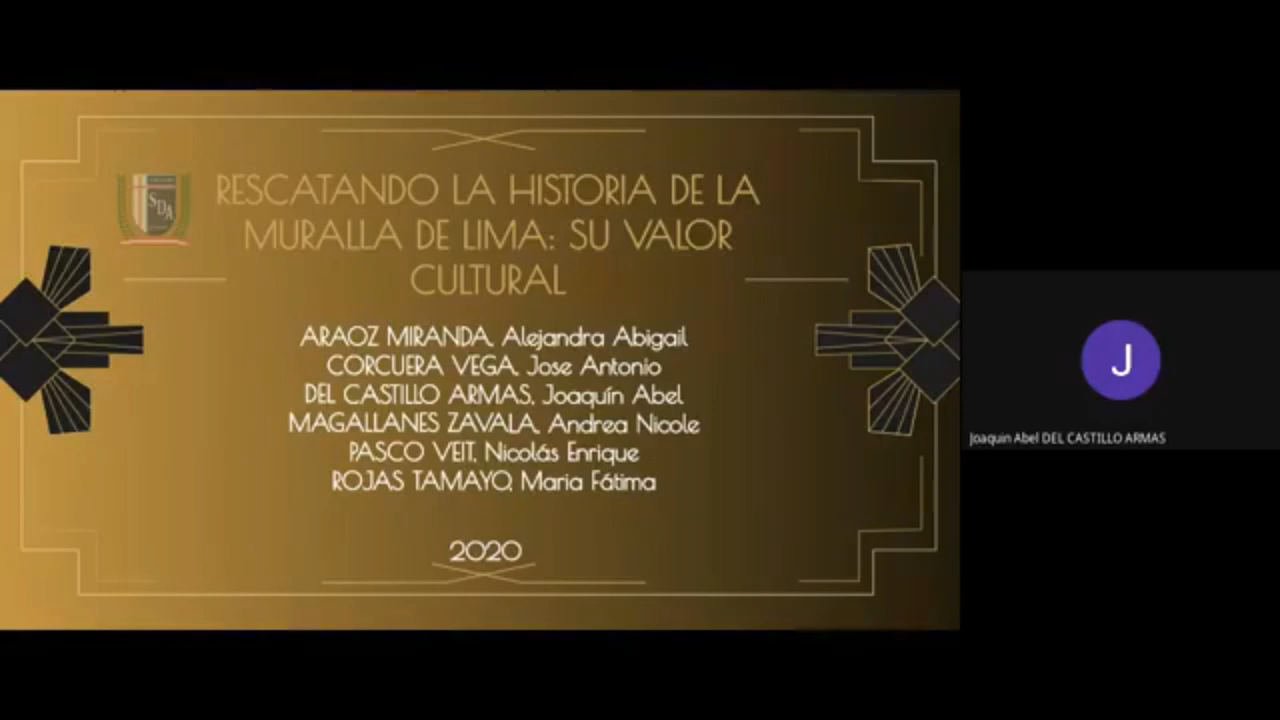 SDA
RESCATANDO LA HISTORIA DE LA
MURALLA DE LIMA: SU VALOR
CULTURAL
ARAOZ MIRANDA, Alejandra Abigail
CORCUERA VEGA, Jose Antonio
DEL CASTILLO ARMAS, Joaquín Abel
MAGALLANES ZAVALA, Andrea Nicole
PASCO VEIT, Nicolás Enrique
ROJAS TAMAYO, Maria Fátima
2020
J
Joaquin Abel DEL CASTILLO ARMAS